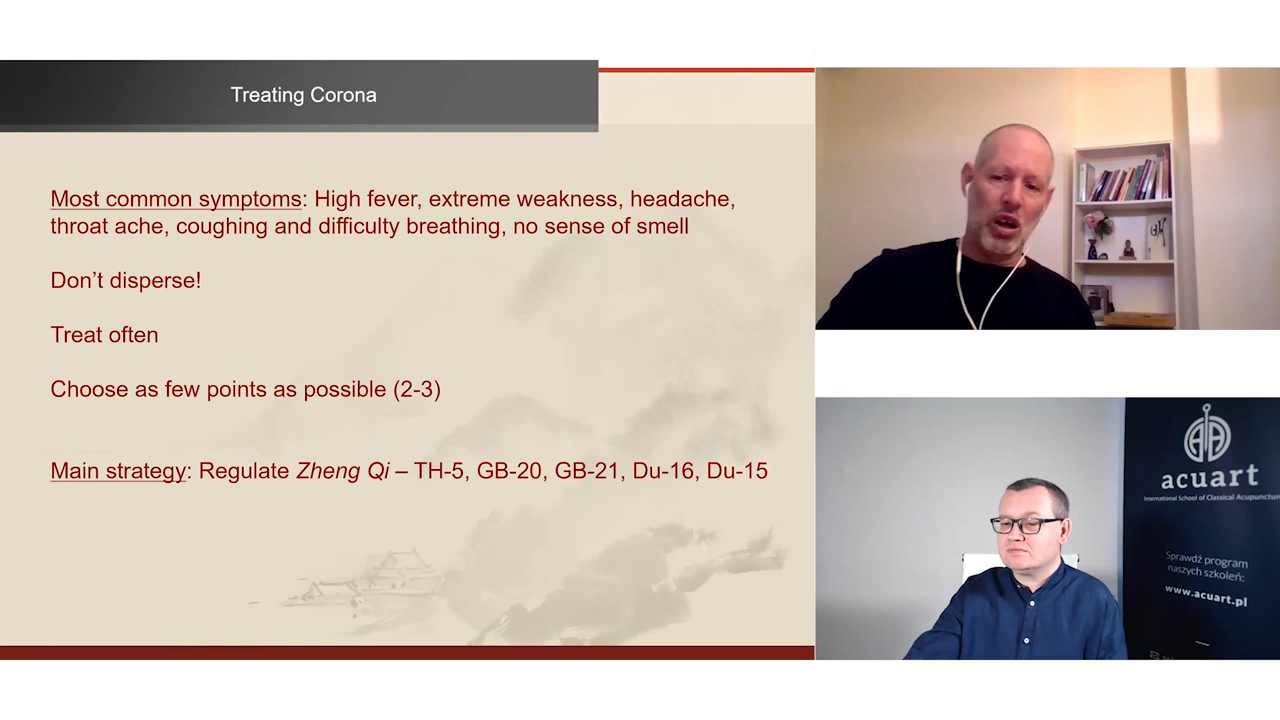 Treating Corona
Most common symptoms: High fever, extreme weakness, headache,
throat ache, coughing and difficulty breathing, no sense of smell
Don’t disperse!
Treat often
Choose as few points as possible (2-3)
Main strategy: Regulate Zheng Qi – TH-5, GB-20, GB-21, Du-16, Du-15
acuart
International School of Classical Acupunctur
Sprawdź program
naszych szkoleń:
www.acuart.pl